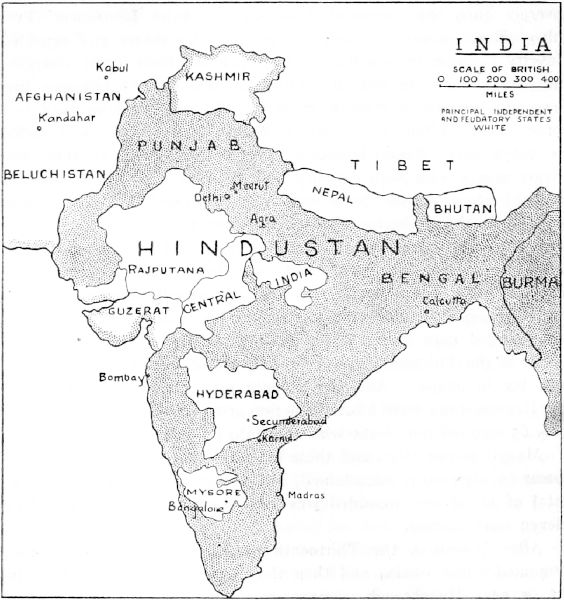 INDIA
SCALE OF BRITISH
0 100 200 300 400
MILES
PRINCIPAL INDEPENDENT
AND FEUDATORY STATES
WHITE
Kabul
KASHMIR
AFGHANISTAN
Kandahar
PUNJAB
TIBET
BELUCHISTAN
Meerut
Delhi
NEPAL
BHUTAN
Agra
HINDUSTAN
RAJPUTANA
CENTRAL INDIA
BENGAL
BURMA
GUZERAT
Calcutta
Bombay
HYDERABAD
Secunderabad
Karnul
MYSORE
Bangalore
Madras